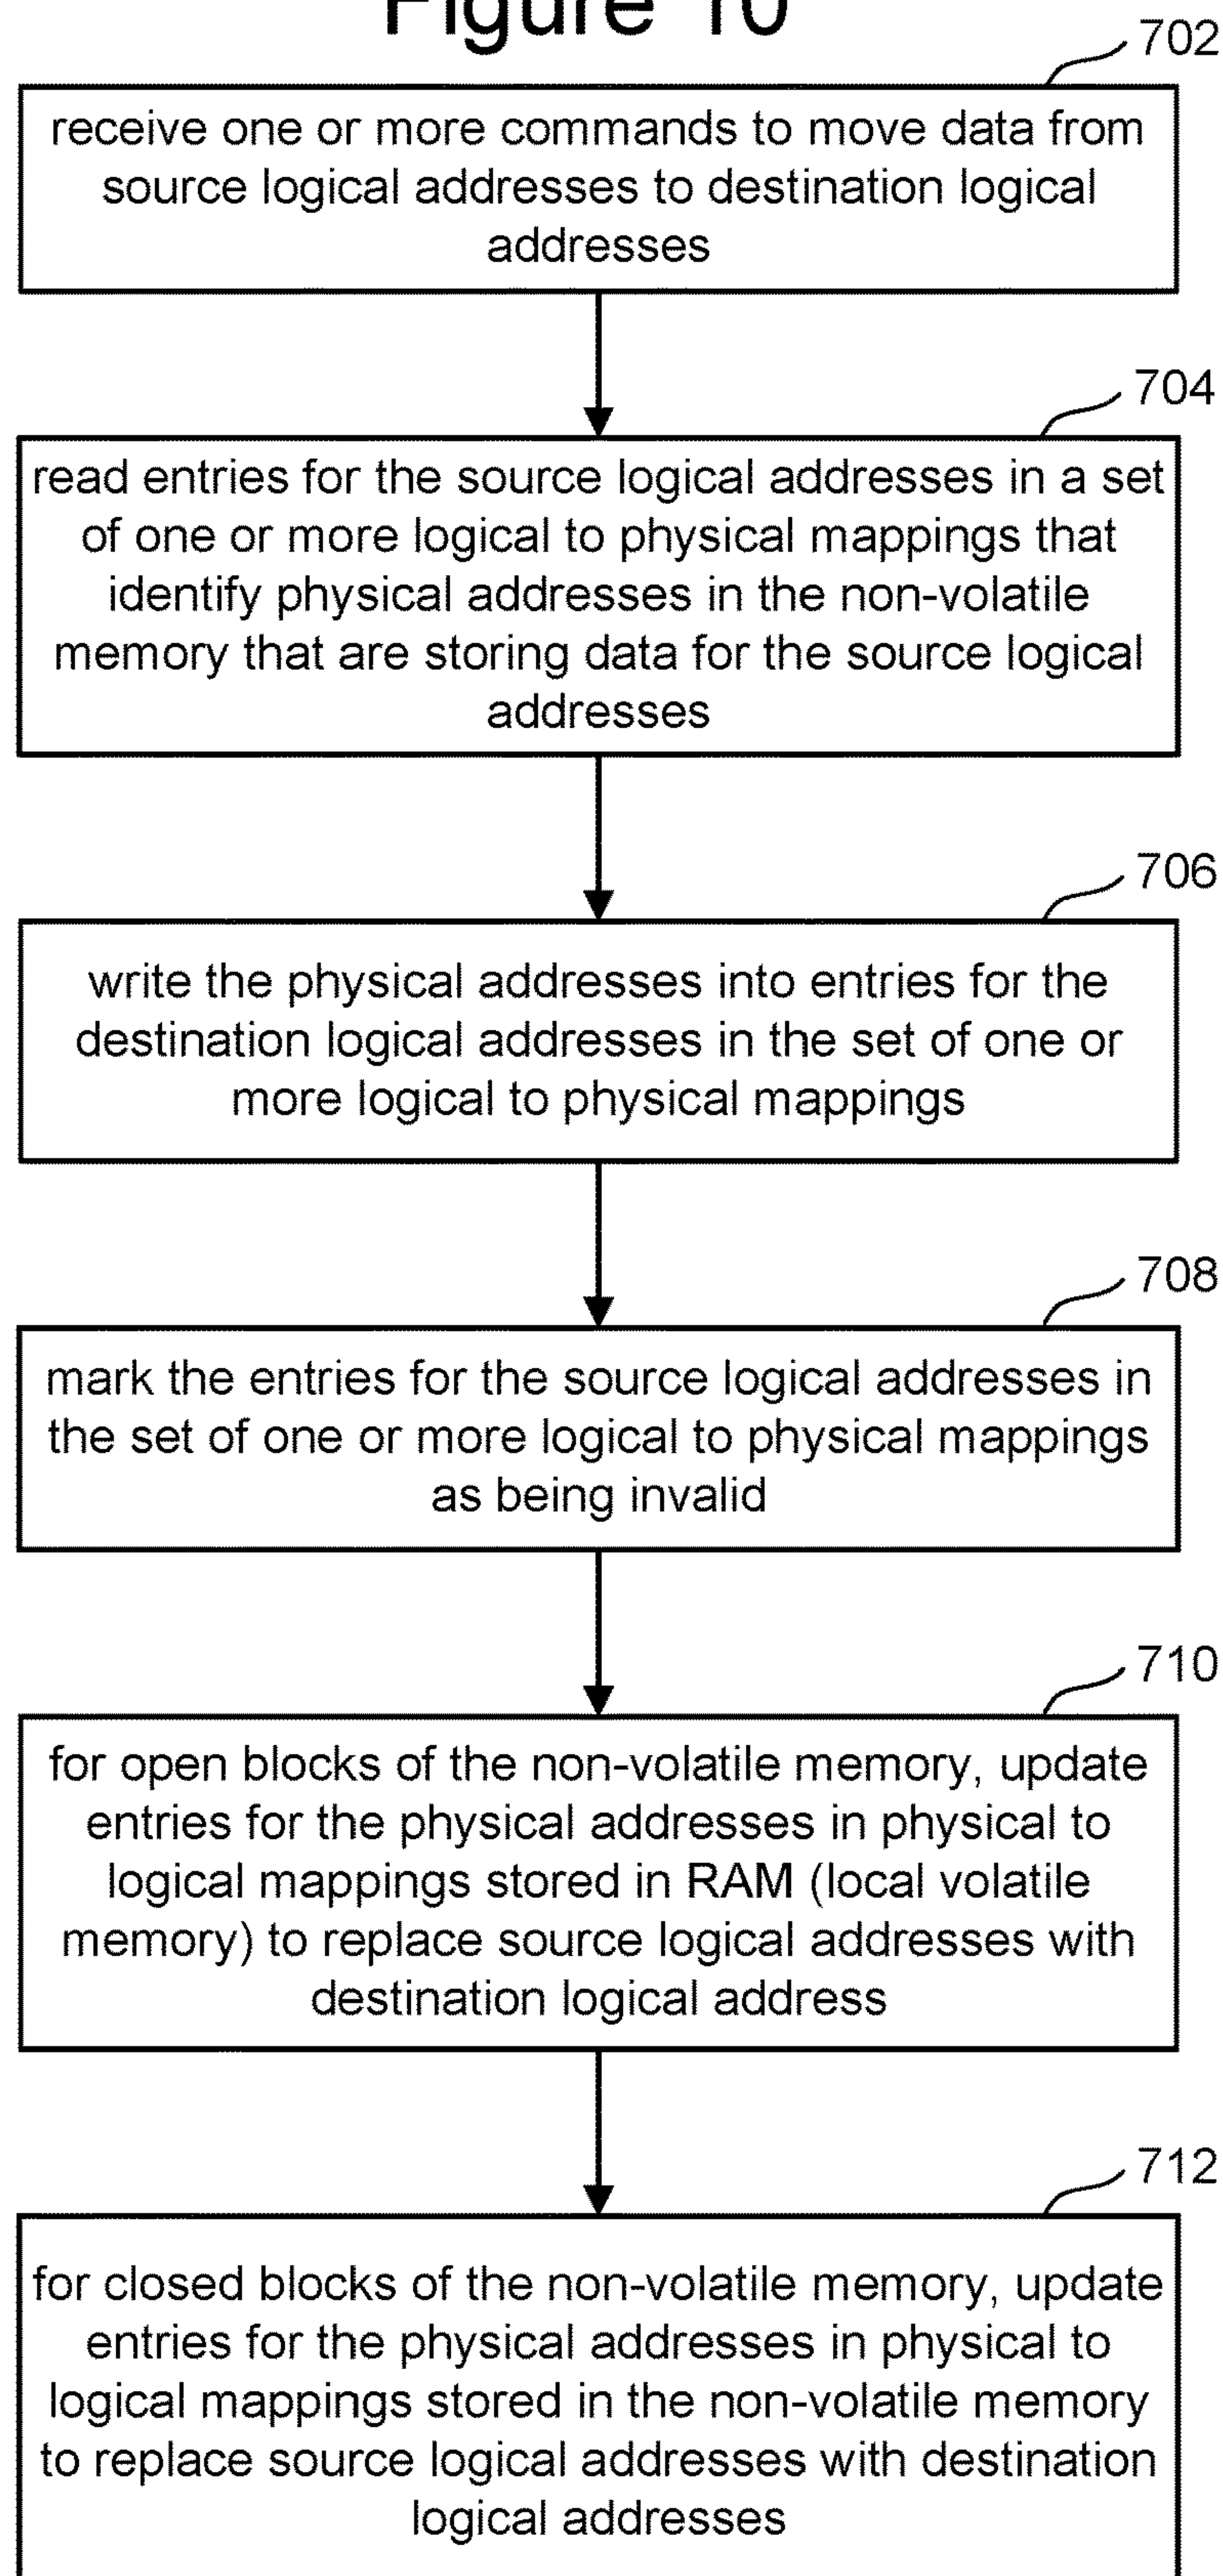 Figure 10
702
receive one or more commands to move data from
source logical addresses to destination logical
addresses
704
read entries for the source logical addresses in a set
of one or more logical to physical mappings that
identify physical addresses in the non-volatile
memory that are storing data for the source logical
addresses
706
write the physical addresses into entries for the
destination logical addresses in the set of one or
more logical to physical mappings
708
mark the entries for the source logical addresses in
the set of one or more logical to physical mappings
as being invalid
710
for open blocks of the non-volatile memory, update
entries for the physical addresses in physical to
logical mappings stored in RAM (local volatile
memory) to replace source logical addresses with
destination logical address
712
for closed blocks of the non-volatile memory, update
entries for the physical addresses in physical to
logical mappings stored in the non-volatile memory
to replace source logical addresses with destination
logical addresses